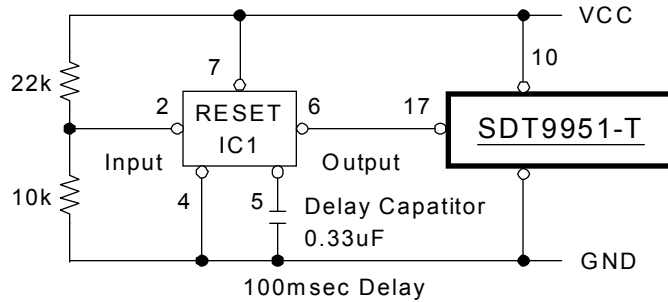 VCC
10
7
22k
2
RESET
IC1
6
17
SDT9951-T
Input
Output
10k
4
5
Delay Capatitor
0.33uF
GND
100msec Delay